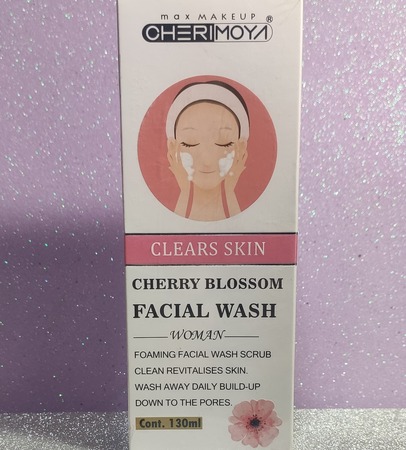 max MAKEUP
CHERIMOYA®
CLEARS SKIN
CHERRY BLOSSOM
FACIAL WASH
WOMAN
FOAMING FACIAL WASH SCRUB
CLEAN REVITALISES SKIN.
WASH AWAY DAILY BUILD-UP
DOWN TO THE PORES.
Cont. 130ml